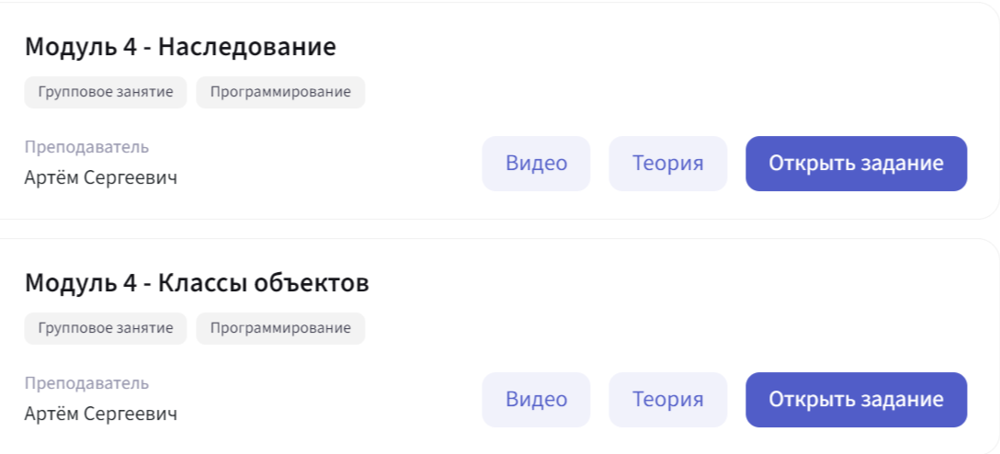 Модуль 4 - Наследование
Групповое занятие Программирование
Преподаватель
Артём Сергеевич
Видео Теория Открыть задание
Модуль 4 - Классы объектов
Групповое занятие Программирование
Преподаватель
Артём Сергеевич
Видео Теория Открыть задание